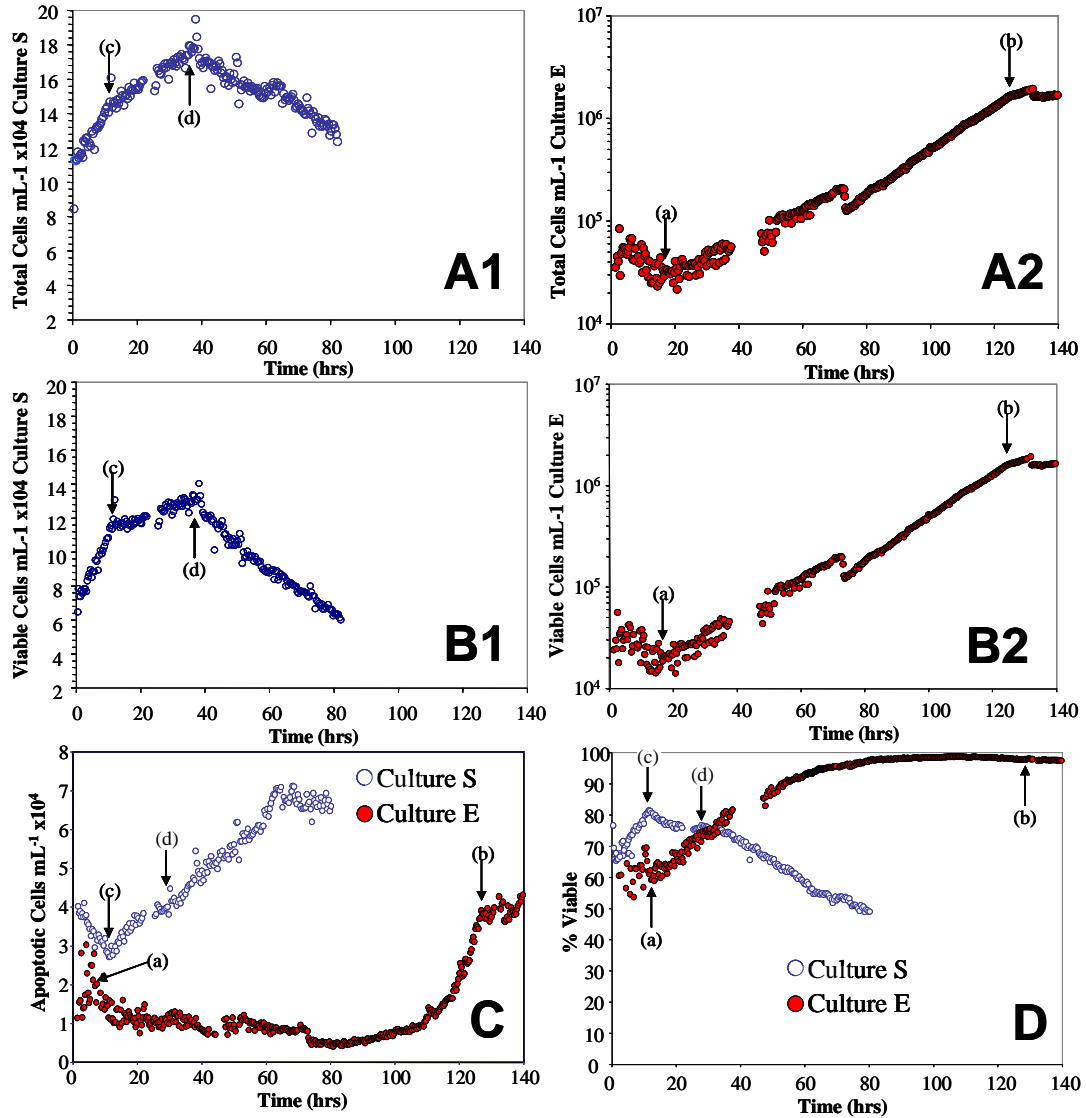 Total Cells mL-1 x104 Culture S
20
18
16
14
12
10
8
6
4
2
0 20 40 60 80 100 120 140
Time (hrs)
(c)
(d)
A1
Total Cells mL-1 Culture E
10^7
10^6
10^5
10^4
0 20 40 60 80 100 120 140
Time (hrs)
(a)
(b)
A2
Viable Cells mL-1 x104 Culture S
20
18
16
14
12
10
8
6
4
2
0 20 40 60 80 100 120 140
Time (hrs)
(c)
(d)
B1
Viable Cells mL-1 Culture E
10^7
10^6
10^5
10^4
0 20 40 60 80 100 120 140
Time (hrs)
(a)
(b)
B2
Apoptotic Cells mL^-1 x10^4
8
7
6
5
4
3
2
1
0
0 20 40 60 80 100 120 140
Time (hrs)
Culture S
Culture E
(d)
(c)
(a)
(b)
C
% Viable
100
90
80
70
60
50
40
30
20
10
0
0 20 40 60 80 100 120 140
Time (hrs)
(c)
(d)
(a)
(b)
Culture S
Culture E
D